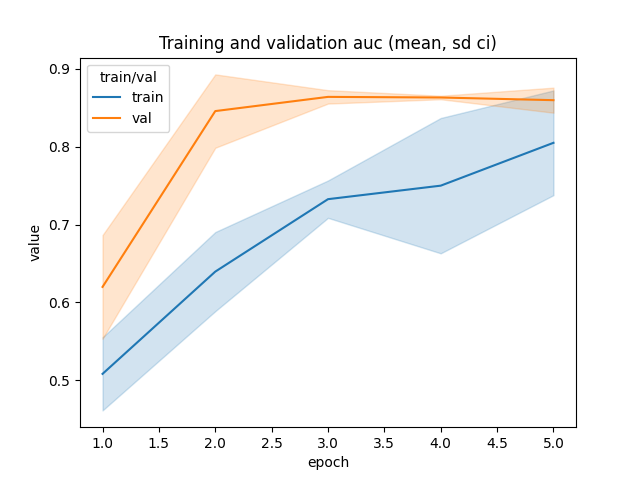 Training and validation auc (mean, sd ci)
train/val
train
val
0.9
0.8
0.7
0.6
0.5
value
1.0 1.5 2.0 2.5 3.0 3.5 4.0 4.5 5.0
epoch